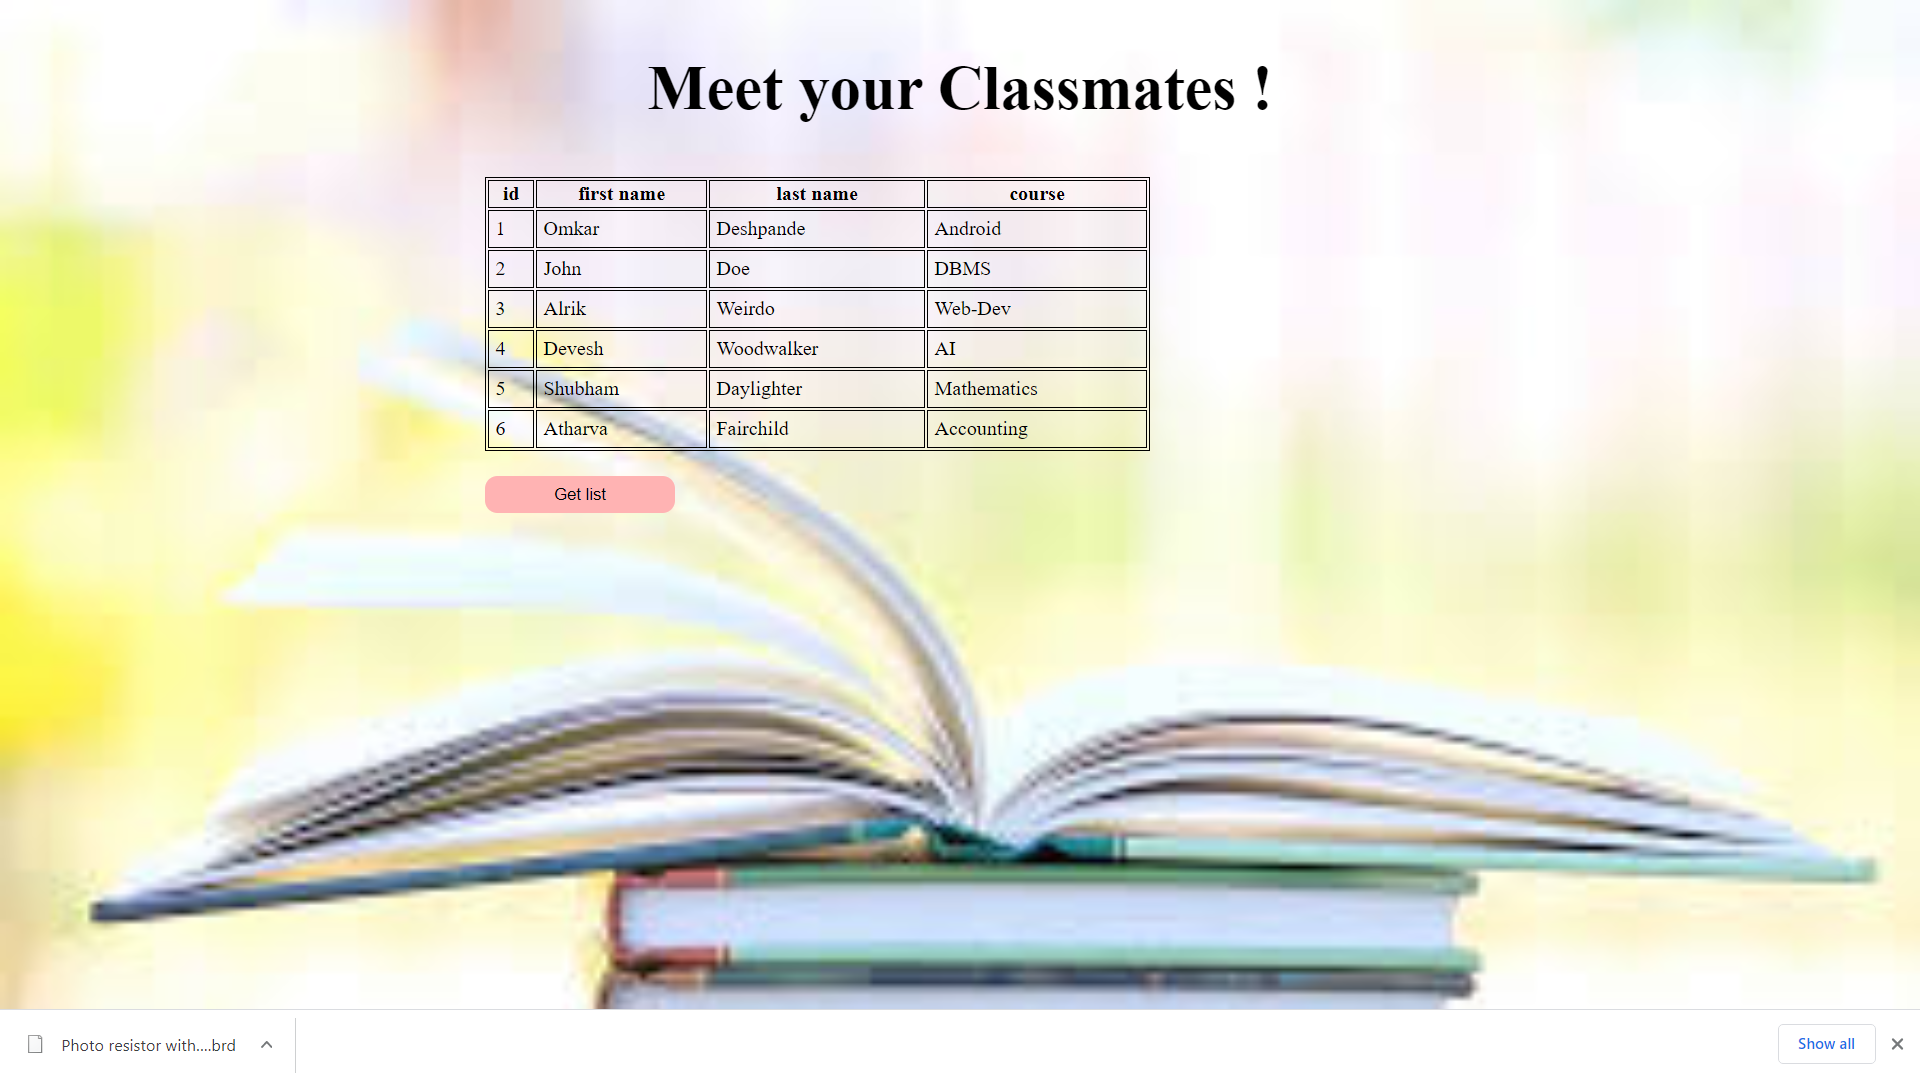 Meet your Classmates !
id first name last name course
1 Omkar Deshpande Android
2 John Doe DBMS
3 Alrik Weirdo Web-Dev
4 Devesh Woodwalker AI
5 Shubham Daylighter Mathematics
6 Atharva Fairchild Accounting
Get list
Photo resistor with....brd
Show all